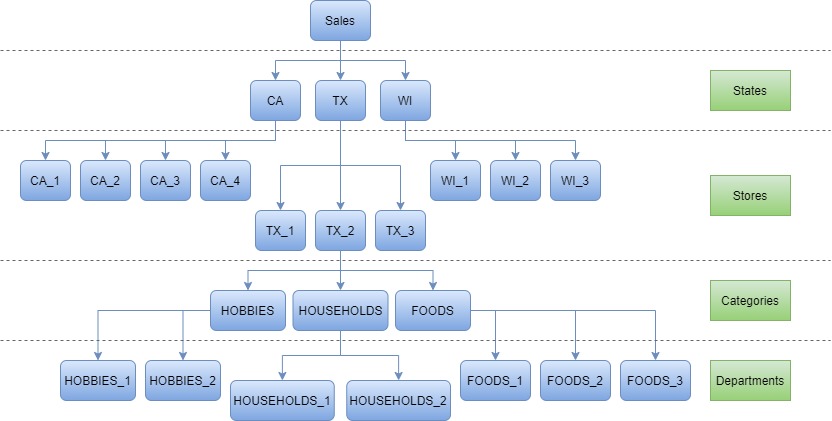 Sales
CA
TX
WI
States
CA_1
CA_2
CA_3
CA_4
WI_1
WI_2
WI_3
Stores
TX_1
TX_2
TX_3
HOBBIES
HOUSEHOLDS
FOODS
Categories
HOBBIES_1
HOBBIES_2
FOODS_1
FOODS_2
FOODS_3
Departments
HOUSEHOLDS_1
HOUSEHOLDS_2